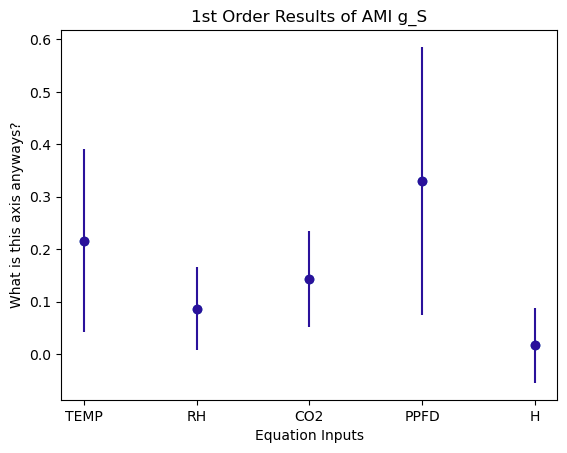 1st Order Results of AMI g_S
What is this axis anyways?
0.6
0.5
0.4
0.3
0.2
0.1
0.0
TEMP RH CO2 PPFD H
Equation Inputs